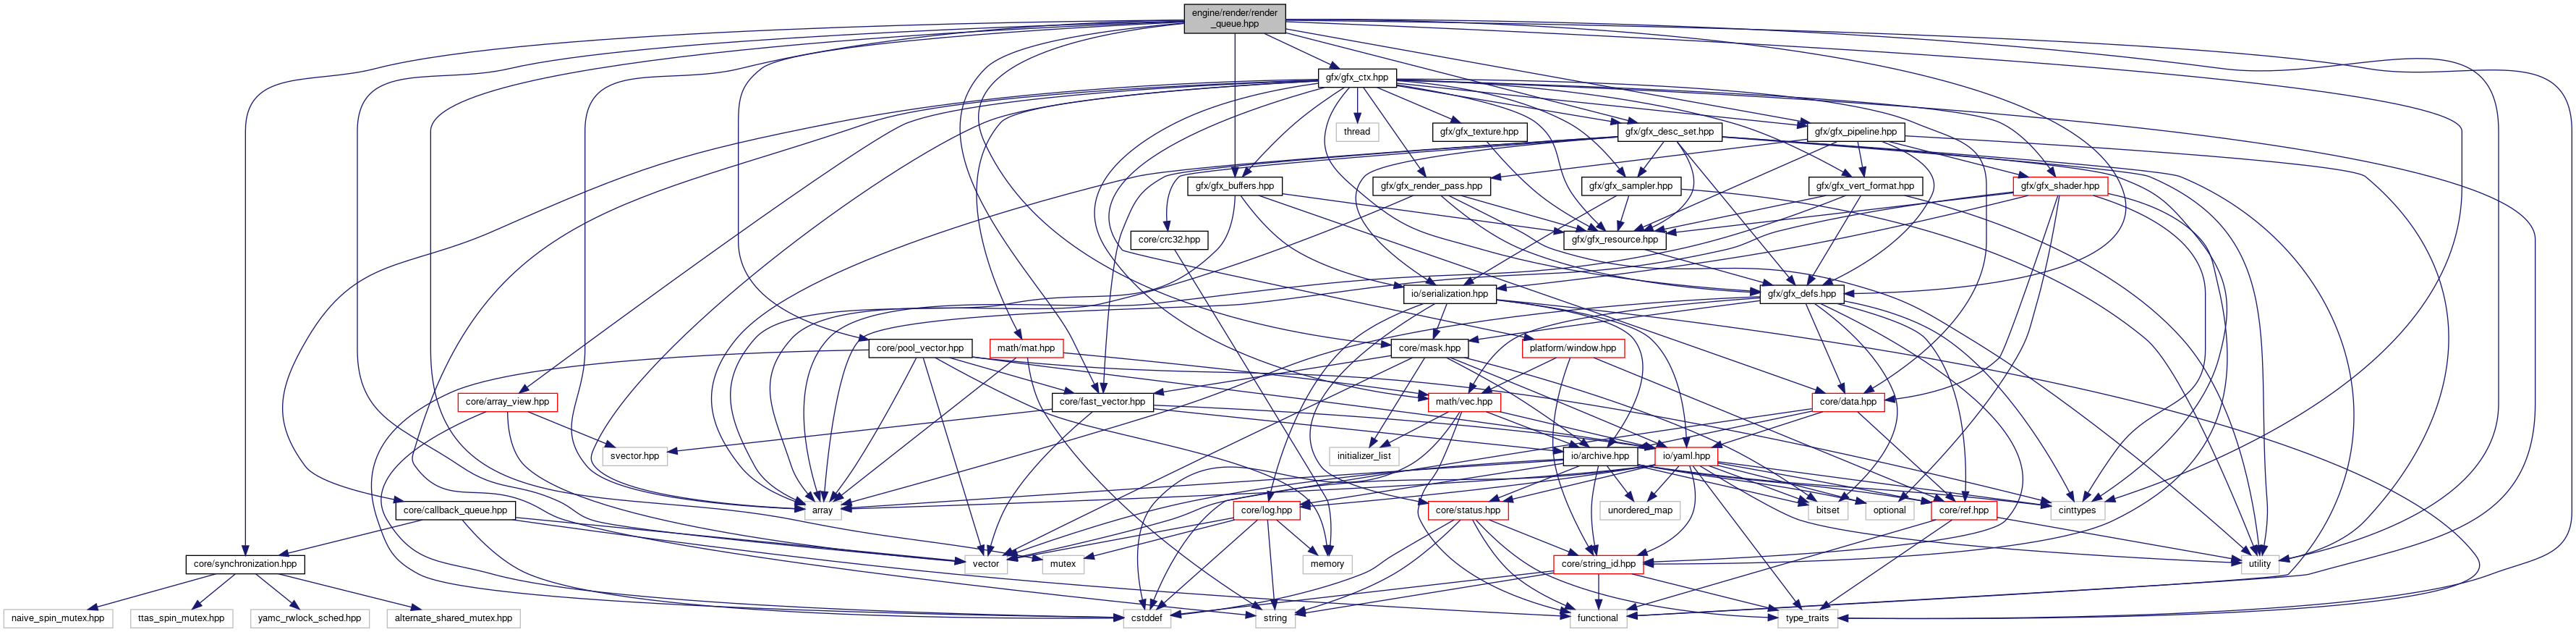 engine/render/render
_queue.hpp
gfx/gfx_ctx.hpp
thread
gfx/gfx_texture.hpp
gfx/gfx_desc_set.hpp
gfx/gfx_pipeline.hpp
gfx/gfx_buffers.hpp
gfx/gfx_render_pass.hpp
gfx/gfx_sampler.hpp
gfx/gfx_vert_format.hpp
gfx/gfx_shader.hpp
core/crc32.hpp
gfx/gfx_resource.hpp
io/serialization.hpp
gfx/gfx_defs.hpp
core/pool_vector.hpp
math/mat.hpp
core/mask.hpp
platform/window.hpp
core/array_view.hpp
core/fast_vector.hpp
math/vec.hpp
core/data.hpp
svector.hpp
initializer_list
io/archive.hpp
io/yaml.hpp
core/callback_queue.hpp
array
core/log.hpp
core/status.hpp
unordered_map
bitset
optional
core/ref.hpp
cinttypes
core/synchronization.hpp
vector
mutex
memory
core/string_id.hpp
utility
naive_spin_mutex.hpp
ttas_spin_mutex.hpp
yamc_rwlock_sched.hpp
alternate_shared_mutex.hpp
cstddef
string
functional
type_traits